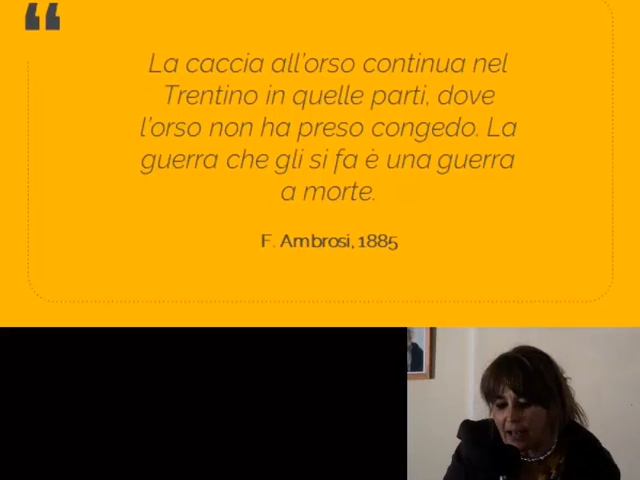 “
La caccia all'orso continua nel
Trentino in quelle parti, dove
l'orso non ha preso congedo. La
guerra che gli si fa è una guerra
a morte.
F. Ambrosi, 1885